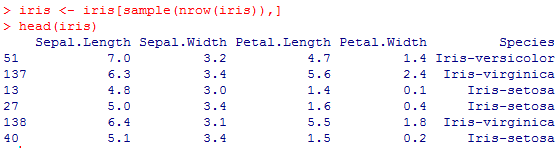 > iris <- iris[sample(nrow(iris)),]
> head(iris)
Sepal.Length Sepal.Width Petal.Length Petal.Width Species
51 7.0 3.2 4.7 1.4 Iris-versicolor
137 6.3 3.4 5.6 2.4 Iris-virginica
13 4.8 3.0 1.4 0.1 Iris-setosa
27 5.0 3.4 1.6 0.4 Iris-setosa
138 6.4 3.1 5.5 1.8 Iris-virginica
40 5.1 3.4 1.5 0.2 Iris-setosa